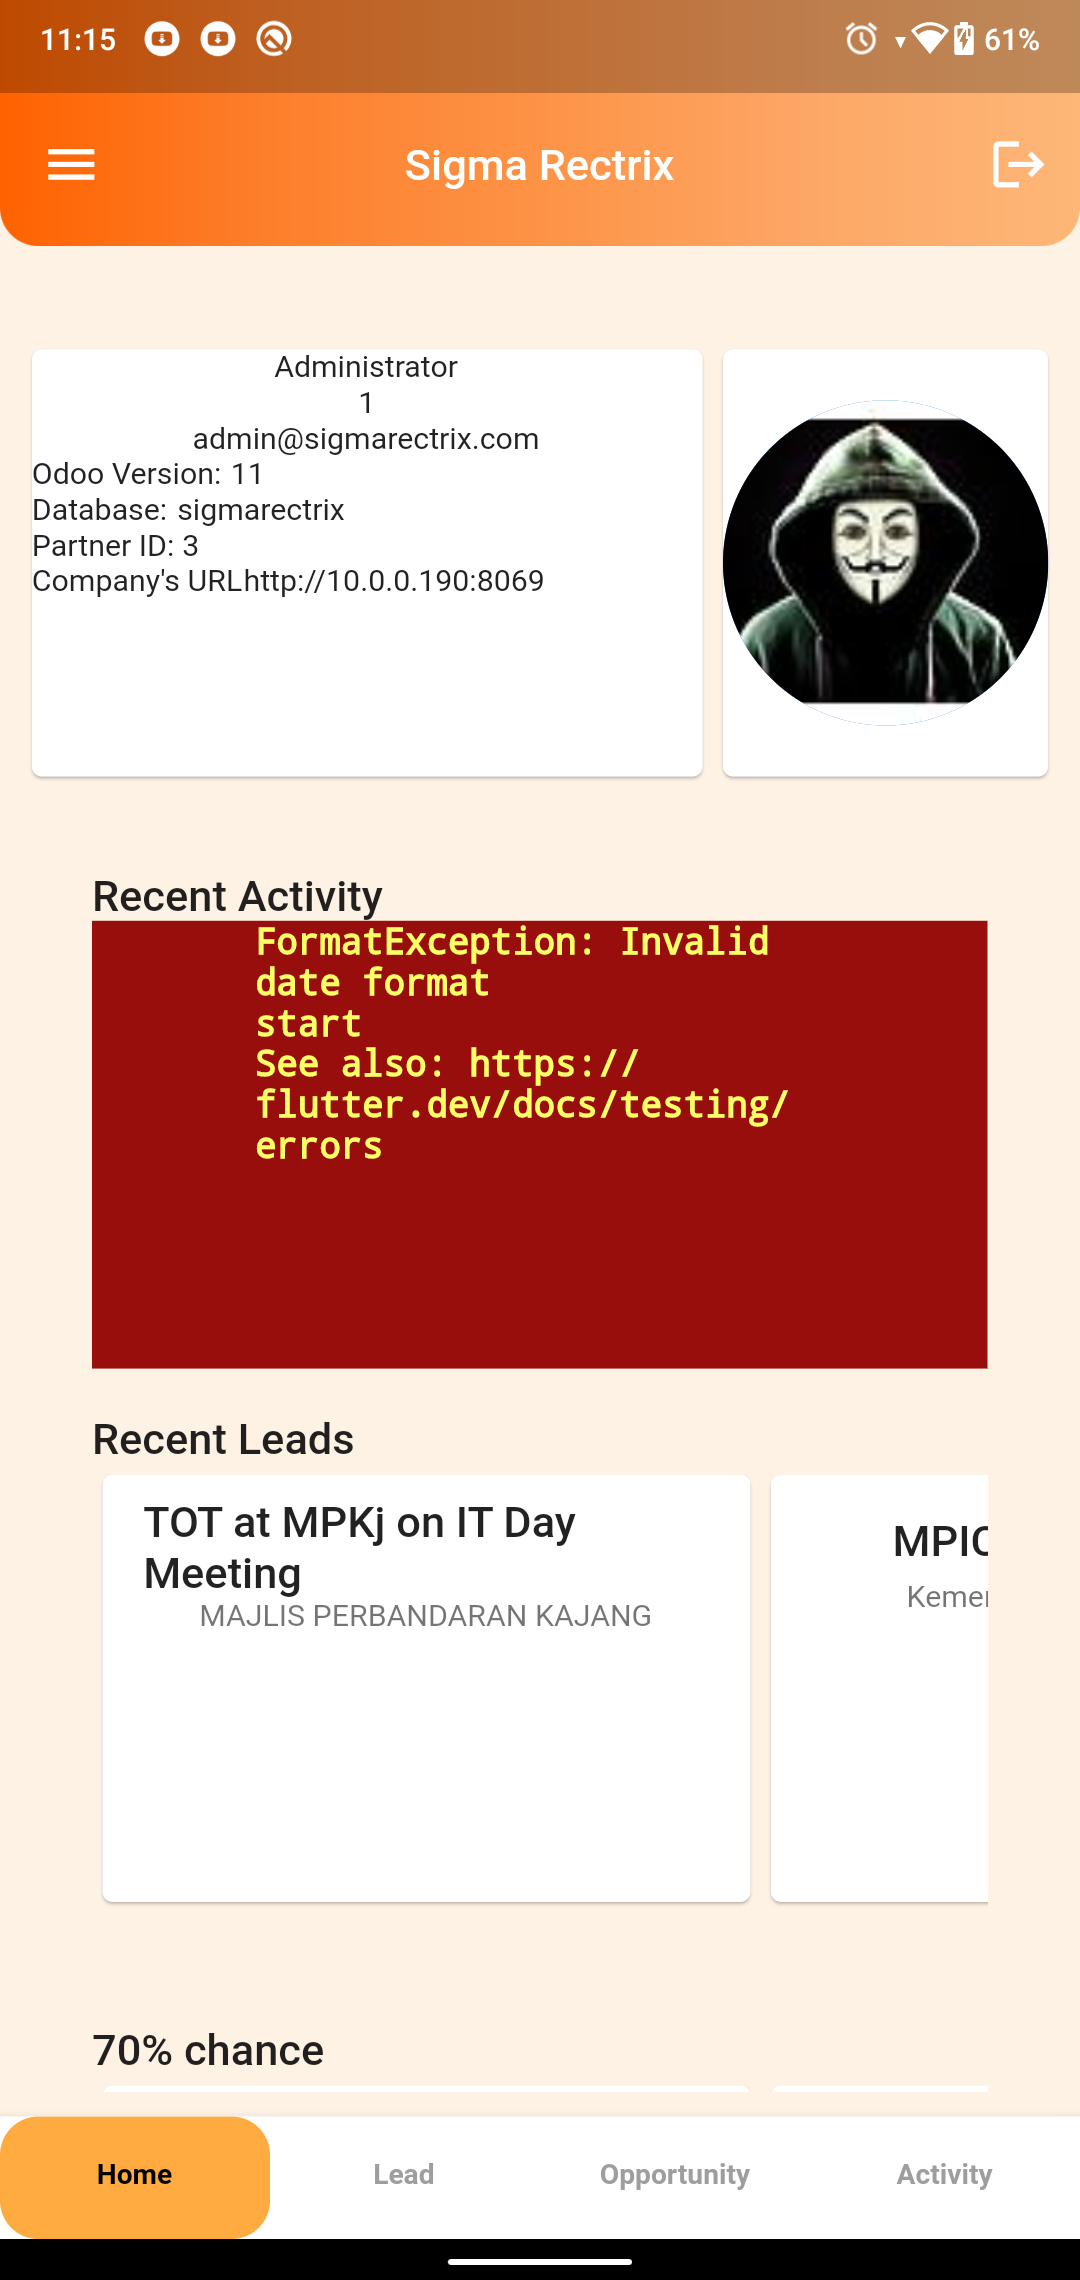 11:15
61%
Sigma Rectrix
Administrator
1
admin@sigmarectrix.com
Odoo Version: 11
Database: sigmarectrix
Partner ID: 3
Company's URLhttp://10.0.0.190:8069
Recent Activity
FormatException: Invalid
date format
start
See also: https://
flutter.dev/docs/testing/
errors
Recent Leads
TOT at MPKj on IT Day
Meeting
MAJLIS PERBANDARAN KAJANG
70% chance
Home
Lead
Opportunity
Activity